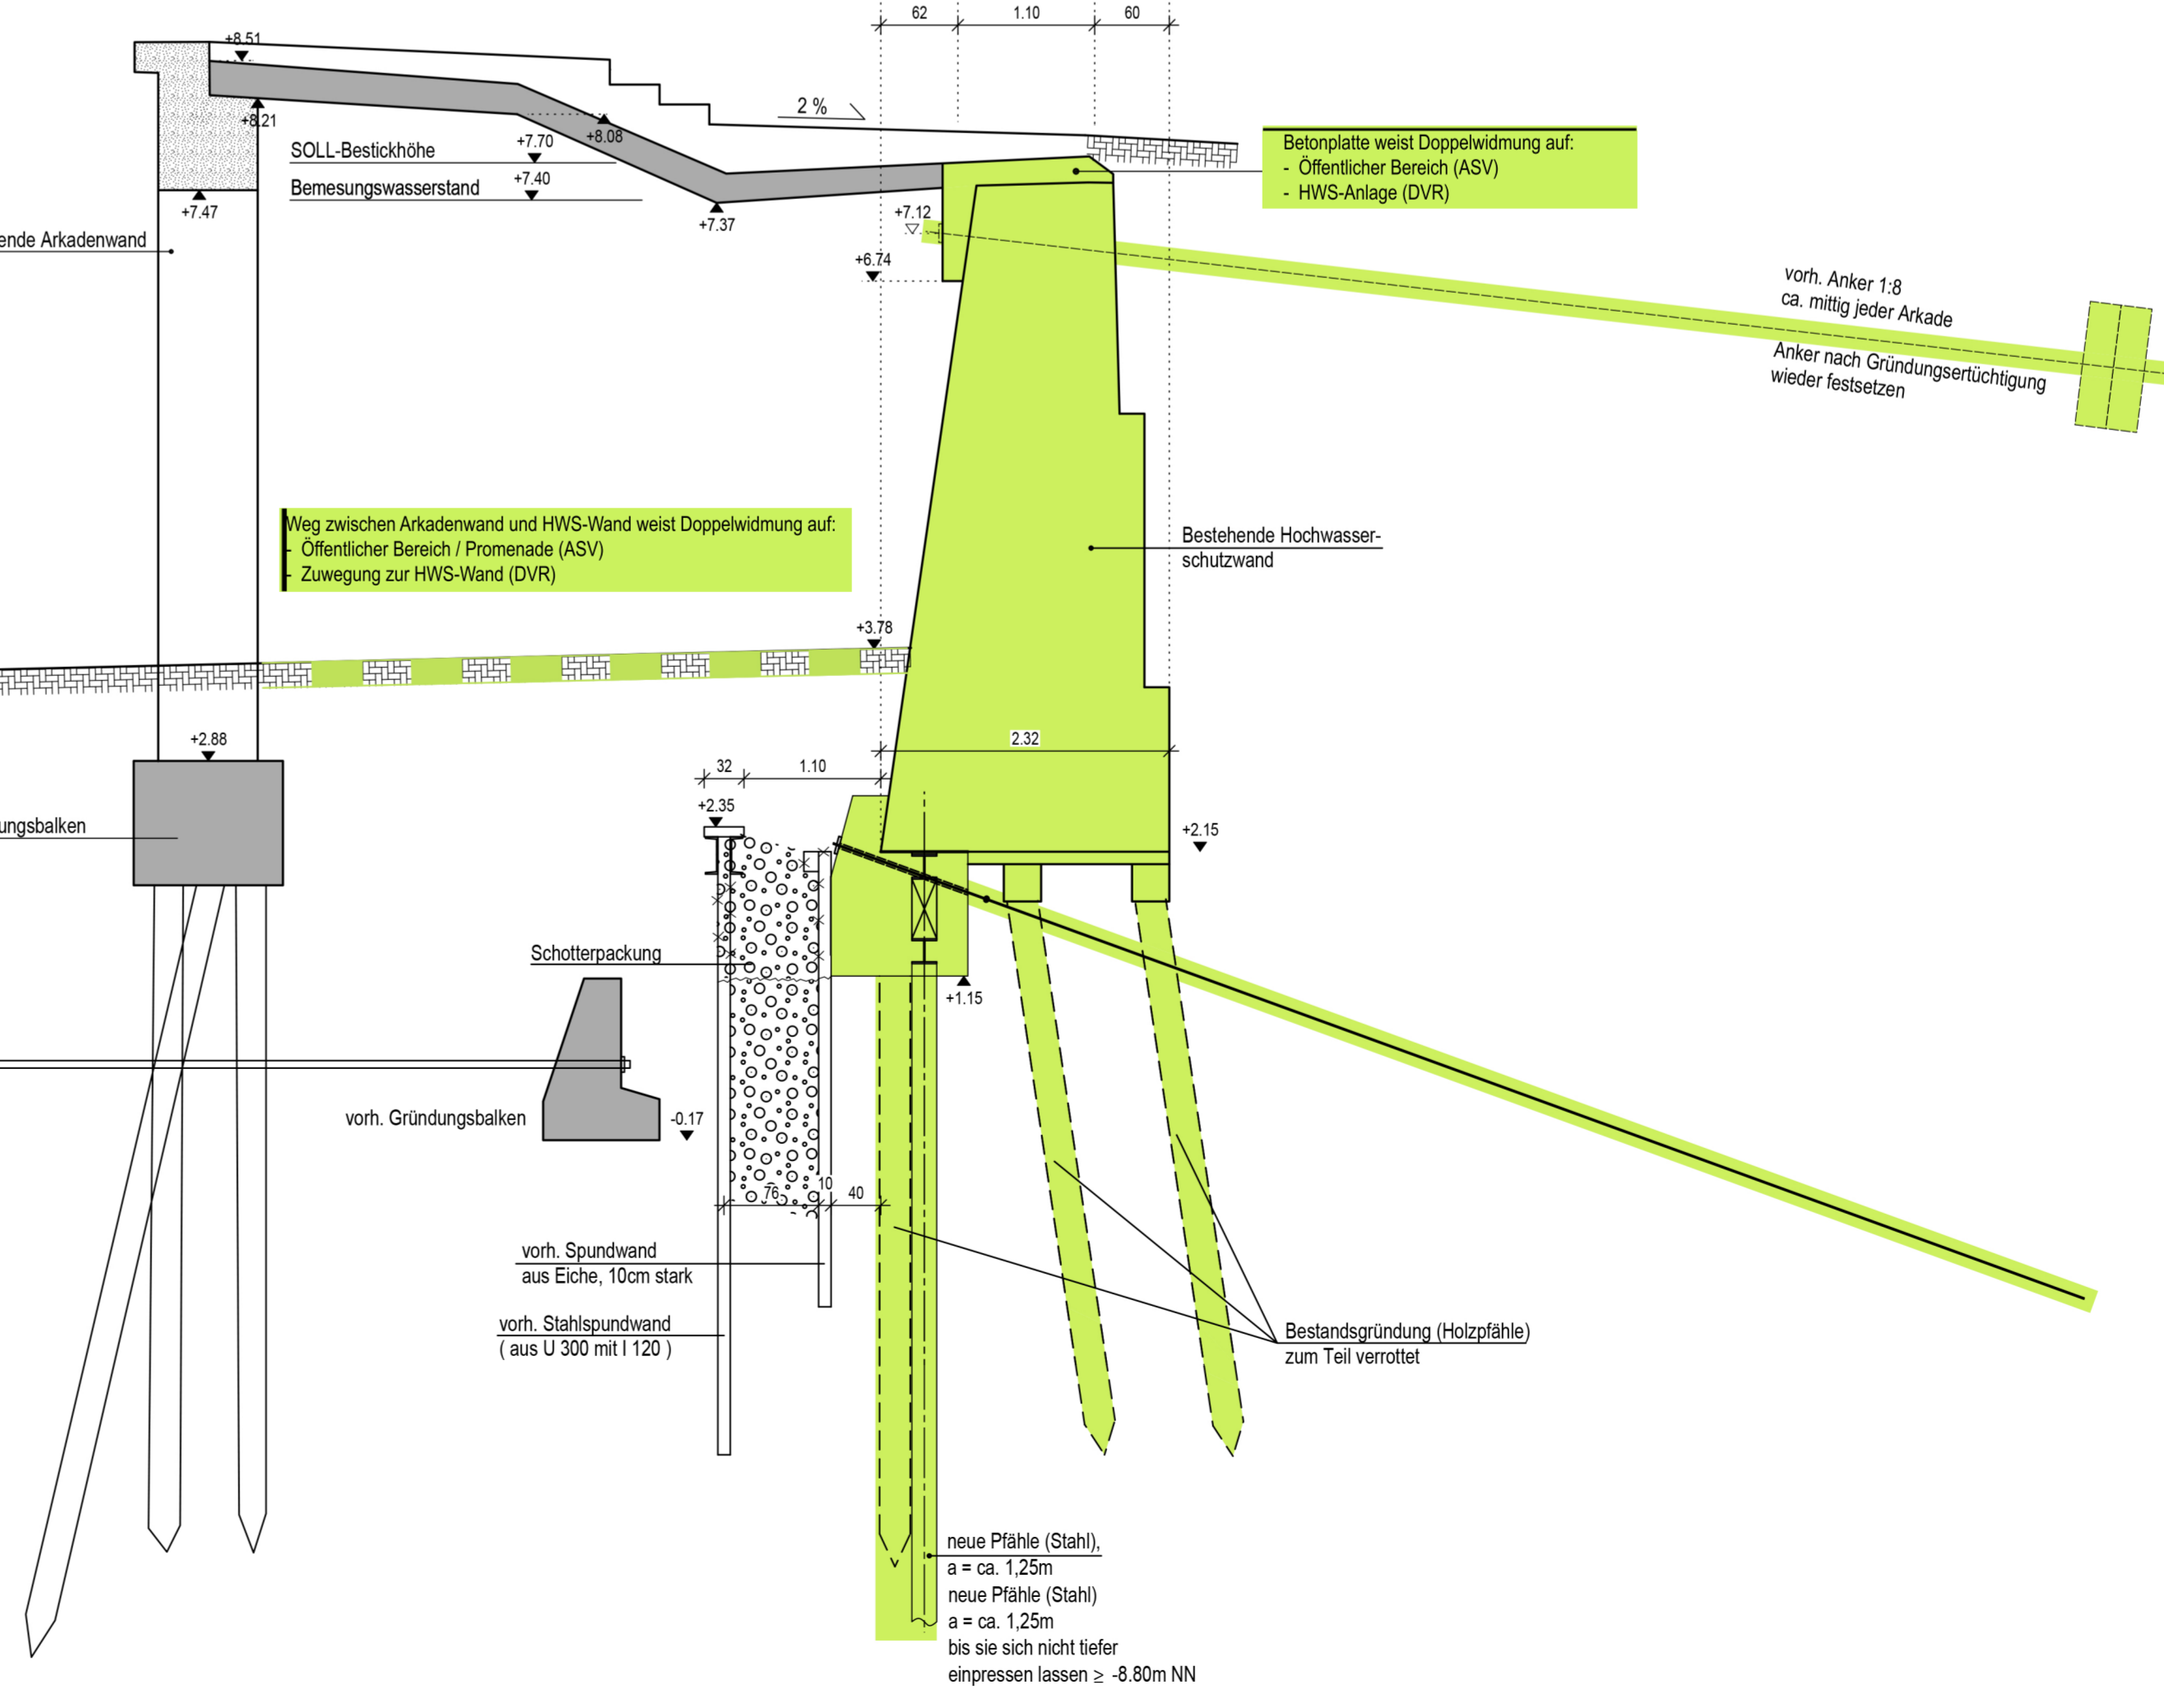 62
1.10
60
+8.51
+8.21
2 %
+8.08
SOLL-Bestickhöhe
+7.70
Bemesungswasserstand
+7.40
+7.47
+7.37
Betonplatte weist Doppelwidmung auf:
- Öffentlicher Bereich (ASV)
- HWS-Anlage (DVR)
+7.12
+6.74
ende Arkadenwand
vorh. Anker 1:8
ca. mittig jeder Arkade
Anker nach Gründungsertüchtigung
wieder festsetzen
Weg zwischen Arkadenwand und HWS-Wand weist Doppelwidmung auf:
- Öffentlicher Bereich / Promenade (ASV)
- Zuwegung zur HWS-Wand (DVR)
Bestehende Hochwasser-
schutzwand
+3.78
+2.88
2.32
32
1.10
+2.35
+2.15
ungsbalken
Schotterpackung
+1.15
vorh. Gründungsbalken
-0.17
76
10
40
vorh. Spundwand
aus Eiche, 10cm stark
vorh. Stahlspundwand
( aus U 300 mit I 120 )
Bestandsgründung (Holzpfähle)
zum Teil verrottet
neue Pfähle (Stahl),
a = ca. 1,25m
neue Pfähle (Stahl)
a = ca. 1,25m
bis sie sich nicht tiefer
einpressen lassen ≥ -8.80m NN